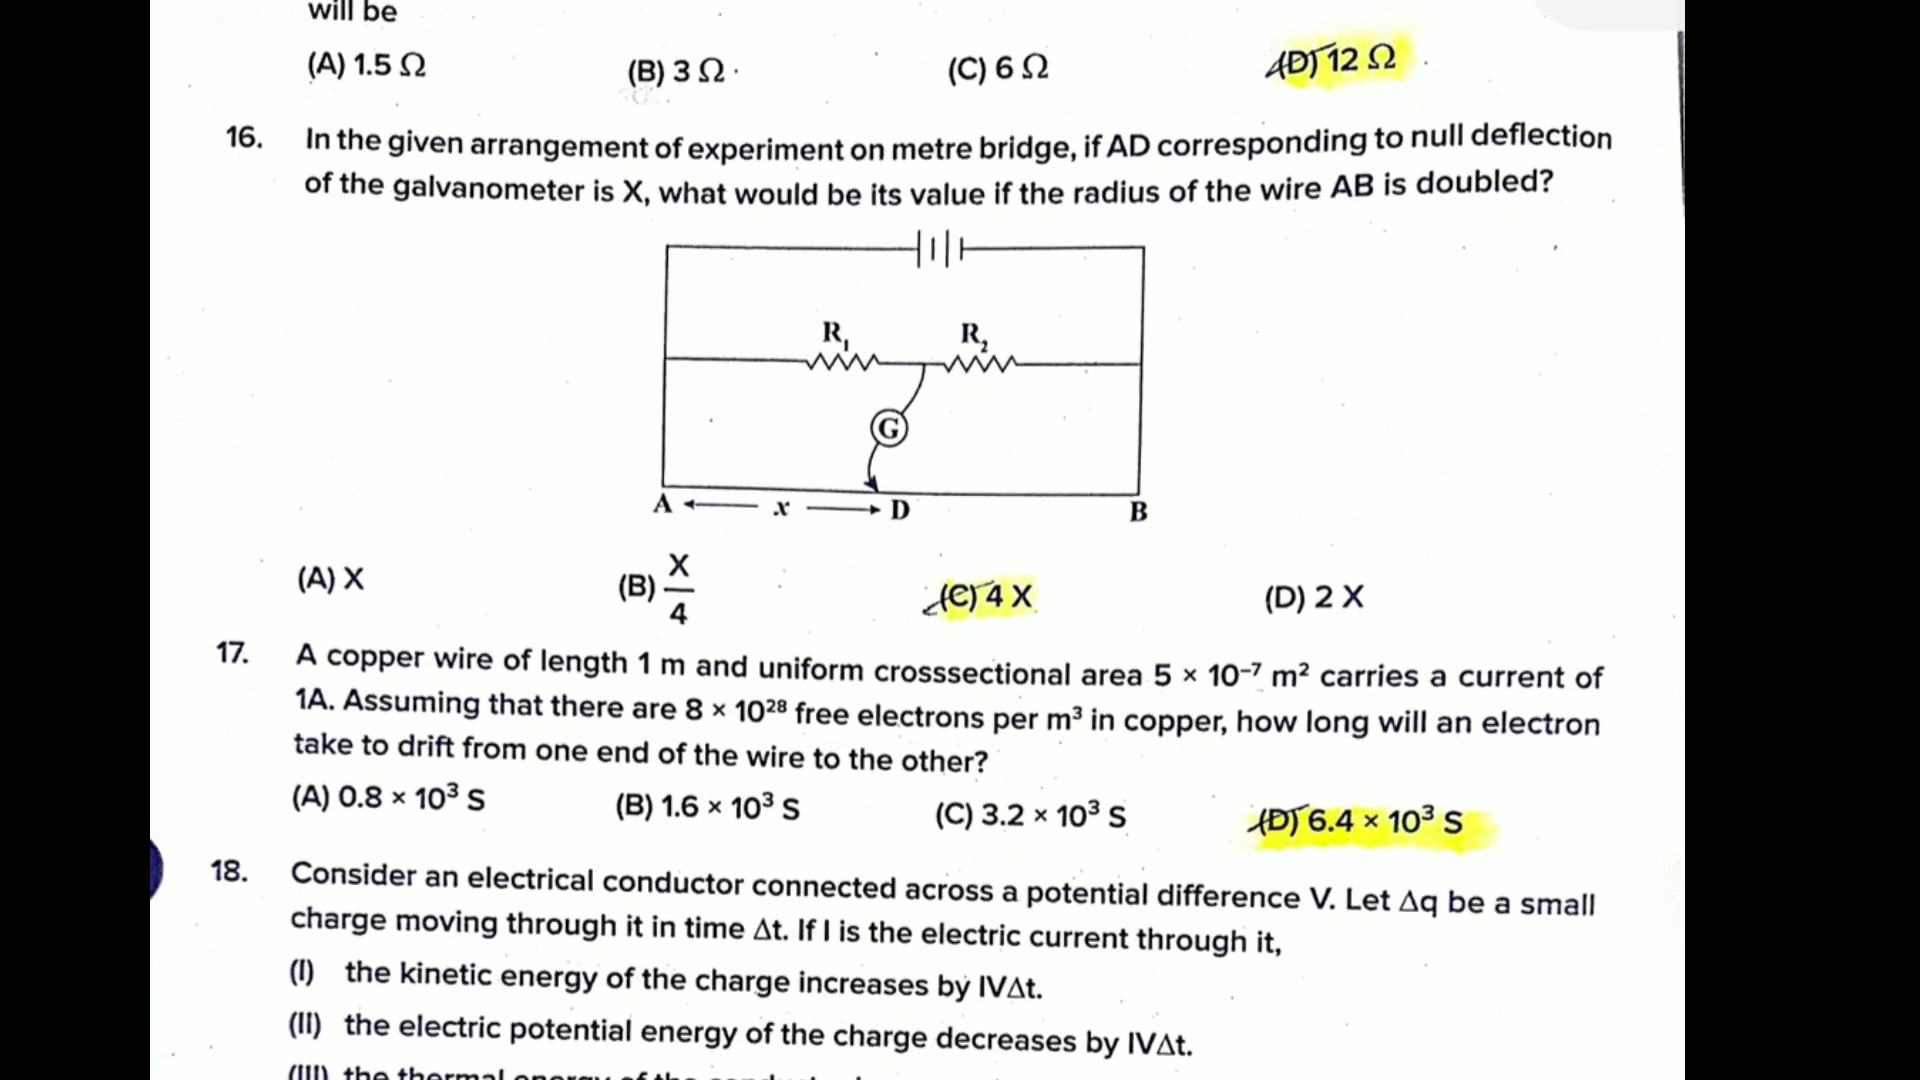 will be
(A) 1.5 Ω (B) 3 Ω (C) 6 Ω (D) 12 Ω
16. In the given arrangement of experiment on metre bridge, if AD corresponding to null deflection
of the galvanometer is X, what would be its value if the radius of the wire AB is doubled?
R₁ R₂
G
A x D B
(A) X (B) X/4 (C) 4 X (D) 2 X
17. A copper wire of length 1 m and uniform crosssectional area 5 × 10⁻⁷ m² carries a current of
1A. Assuming that there are 8 × 10²⁸ free electrons per m³ in copper, how long will an electron
take to drift from one end of the wire to the other?
(A) 0.8 × 10³ S (B) 1.6 × 10³ S (C) 3.2 × 10³ S (D) 6.4 × 10³ S
18. Consider an electrical conductor connected across a potential difference V. Let Δq be a small
charge moving through it in time Δt. If I is the electric current through it,
(I) the kinetic energy of the charge increases by IVΔt.
(II) the electric potential energy of the charge decreases by IVΔt.
(III) the thermal energy of the